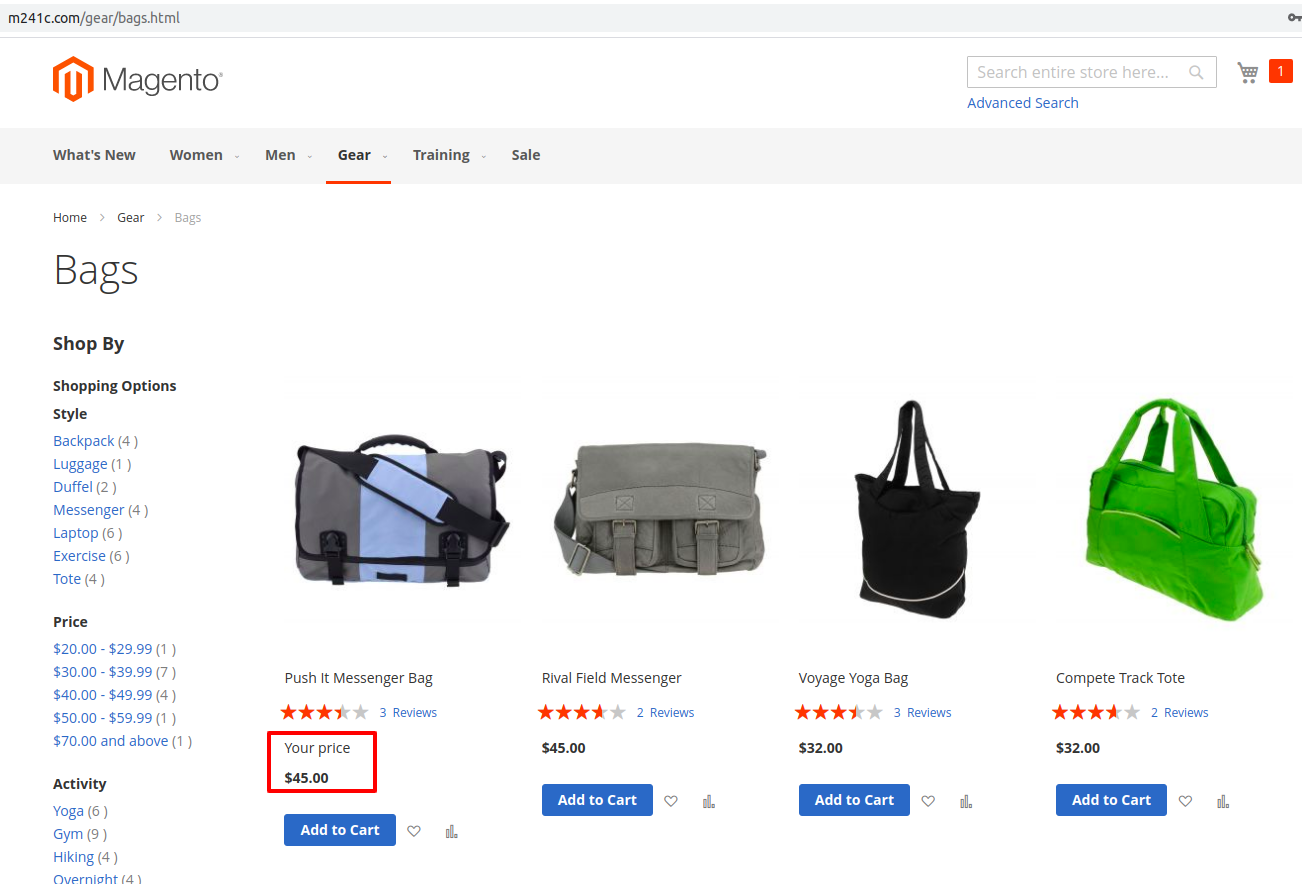 m241c.com/gear/bags.html
Magento
Search entire store here...
1
Advanced Search
What's New Women Men Gear Training Sale
Home > Gear > Bags
Bags
Shop By
Shopping Options
Style
Backpack (4 )
Luggage (1 )
Duffel (2 )
Messenger (4 )
Laptop (6 )
Exercise (6 )
Tote (4 )
Price
$20.00 - $29.99 (1 )
$30.00 - $39.99 (7 )
$40.00 - $49.99 (4 )
$50.00 - $59.99 (1 )
$70.00 and above (1 )
Activity
Yoga (6 )
Gym (9 )
Hiking (4 )
Overnight (4 )
Push It Messenger Bag
3 Reviews
Your price
$45.00
Add to Cart
Rival Field Messenger
2 Reviews
$45.00
Add to Cart
Voyage Yoga Bag
3 Reviews
$32.00
Add to Cart
Compete Track Tote
2 Reviews
$32.00
Add to Cart